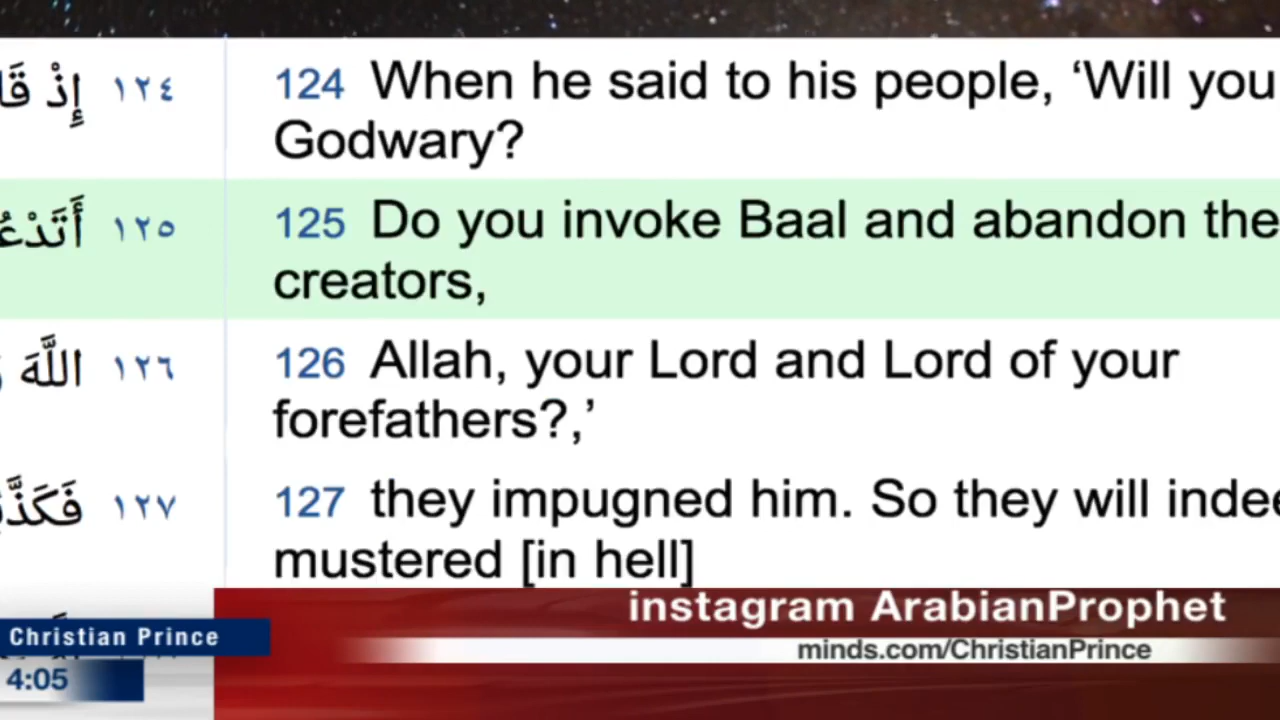 إِذْ ١٢٤ 124 When he said to his people, ‘Will you
Godwary?
١٢٥ 125 Do you invoke Baal and abandon the
creators,
اللَّهَ ١٢٦ 126 Allah, your Lord and Lord of your
forefathers?,’
١٢٧ 127 they impugned him. So they will
mustered [in hell]
instagram ArabianProphet
Christian Prince
minds.com/ChristianPrince
4:05